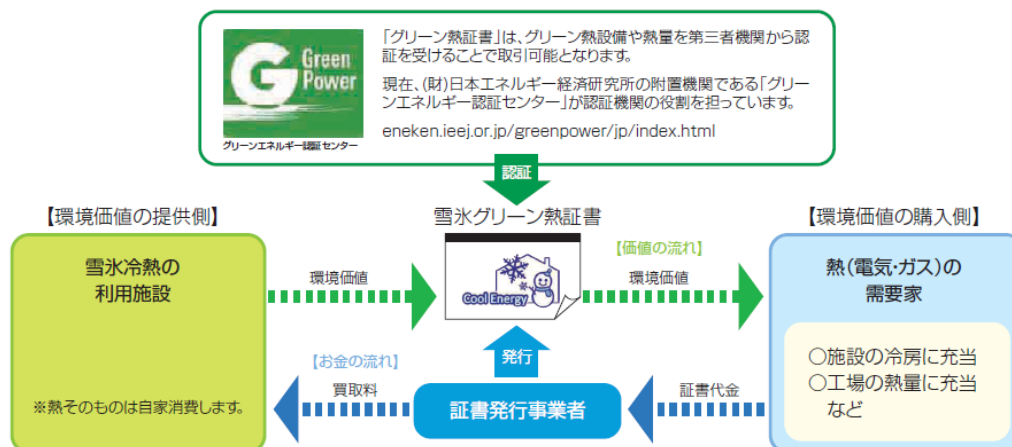 Green
Power
グリーンエネルギー認証センター
「グリーン熱証書」は、グリーン熱設備や熱量を第三者機関から認
証を受けることで取引可能となります。
現在、(財)日本エネルギー経済研究所の附置機関である「グリー
ンエネルギー認証センター」が認証機関の役割を担っています。
eneken.ieej.or.jp/greenpower/jp/index.html
認証
【環境価値の提供側】
雪氷グリーン熱証書
【環境価値の購入側】
雪氷冷熱の
利用施設
※熱そのものは自家消費します。
環境価値
Cool Energy
【価値の流れ】
環境価値
熱(電気・ガス)の
需要家
○施設の冷房に充当
○工場の熱量に充当
など
【お金の流れ】
買取料
発行
証書発行事業者
証書代金